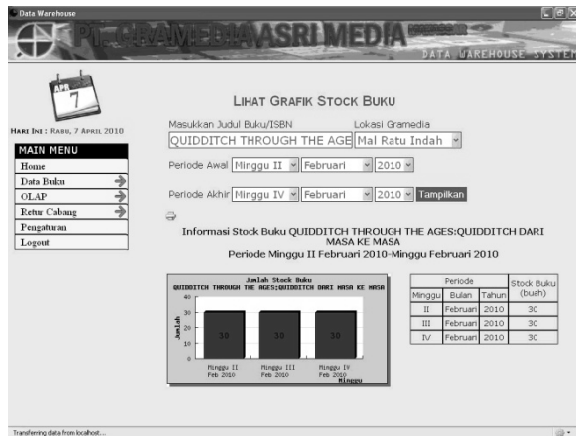 Data Warehouse
PT. GRAMEDIA ASRI MEDIA
DATA WAREHOUSE SYSTEM
APR
7
HARI INI : RABU, 7 APRIL 2010
MAIN MENU
Home
Data Buku
OLAP
Retur Cabang
Pengaturan
Logout
LIHAT GRAFIK STOCK BUKU
Masukkan Judul Buku/ISBN Lokasi Gramedia
QUIDDITCH THROUGH THE AGE Mal Ratu Indah
Periode Awal Minggu II Februari 2010
Periode Akhir Minggu IV Februari 2010 Tampilkan
Informasi Stock Buku QUIDDITCH THROUGH THE AGES:QUIDDITCH DARI
MASA KE MASA
Periode Minggu II Februari 2010-Minggu Februari 2010
Jumlah Stock Buku
QUIDDITCH THROUGH THE AGES:QUIDDITCH DARI MASA KE MASA
Jumlah
40
30
20
10
0
30 30 30
Minggu II Minggu III Minggu IV
Feb 2010 Feb 2010 Feb 2010
Minggu
Periode Stock Buku
Minggu Bulan Tahun (buah)
II Februari 2010 30
III Februari 2010 30
IV Februari 2010 30
Transferring data from localhost...